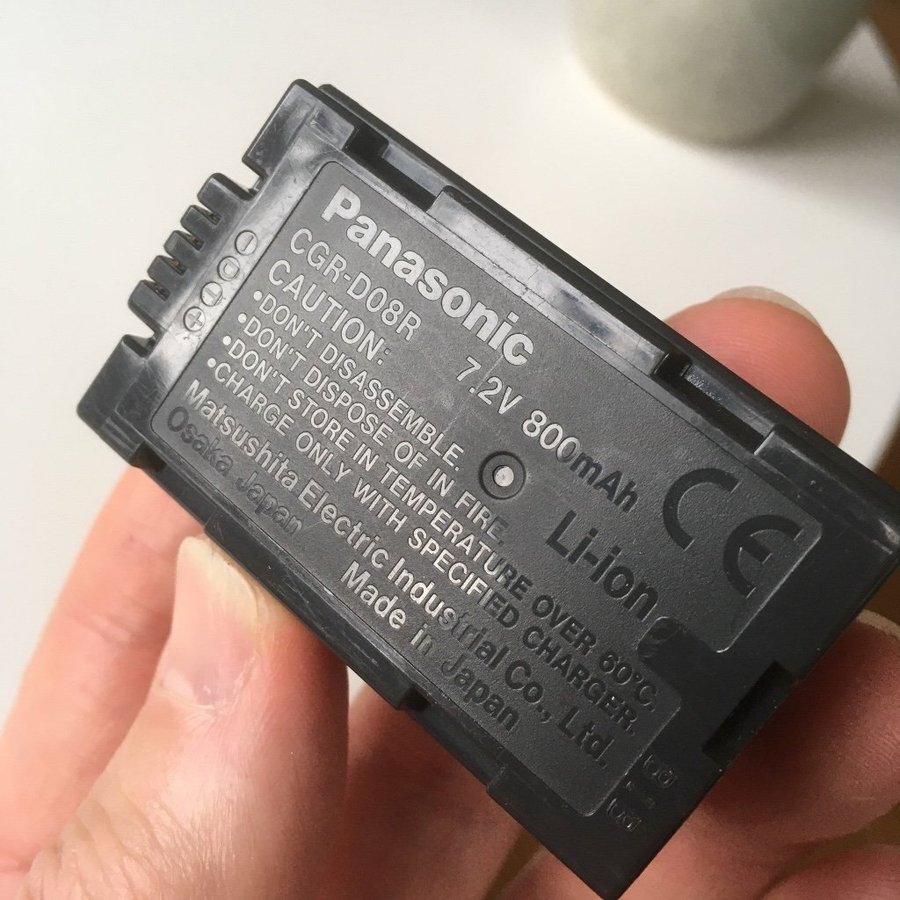 Panasonic
CGR-D08R 7.2V 800mAh
CAUTION: Li-ion
•DON'T DISASSEMBLE.
•DON'T DISPOSE OF IN FIRE.
•DON'T STORE IN TEMPERATURE OVER 60°C.
•CHARGE ONLY WITH SPECIFIED CHARGER.
Matsushita Electric Industrial Co., Ltd.
Osaka Japan Made in Japan
CE